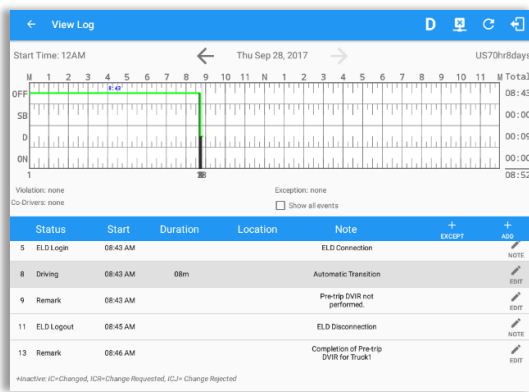 View Log
D
Start Time: 12AM
Thu Sep 28, 2017
US70hr8days
M 1 2 3 4 5 6 7 8 9 10 11 N 1 2 3 4 5 6 7 8 9 10 11 M Total
8:43
OFF 08:43
SB 00:00
D 00:09
ON 00:00
1
08:52
Violation: none
Exception: none
Co-Drivers: none
Show all events
Status Start Duration Location Note + EXCEPT + ADD
5 ELD Login 08:43 AM ELD Connection NOTE
8 Driving 08:43 AM 08m Automatic Transition EDIT
9 Remark 08:43 AM Pre-trip DVIR not
performed. EDIT
11 ELD Logout 08:45 AM ELD Disconnection NOTE
13 Remark 08:46 AM Completion of Pre-trip
DVIR for Truck1 EDIT
+Inactive: IC=Changed, ICR=Change Requested, ICJ= Change Rejected